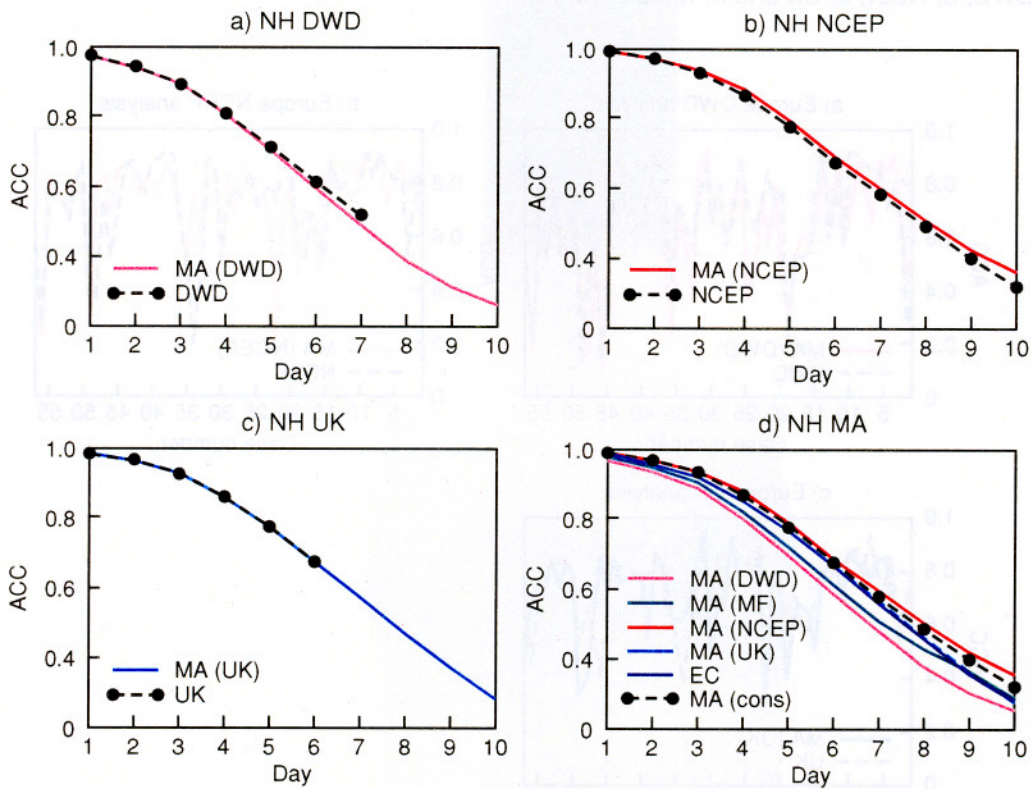 a) NH DWD
1.0
0.8
0.6
0.4
0
ACC
MA (DWD)
DWD
1 2 3 4 5 6 7 8 9 10
Day
b) NH NCEP
1.0
0.8
0.6
0.4
0
ACC
MA (NCEP)
NCEP
1 2 3 4 5 6 7 8 9 10
Day
c) NH UK
1.0
0.8
0.6
0.4
0
ACC
MA (UK)
UK
1 2 3 4 5 6 7 8 9 10
Day
d) NH MA
1.0
0.8
0.6
0.4
0
ACC
MA (DWD)
MA (MF)
MA (NCEP)
MA (UK)
EC
MA (cons)
1 2 3 4 5 6 7 8 9 10
Day